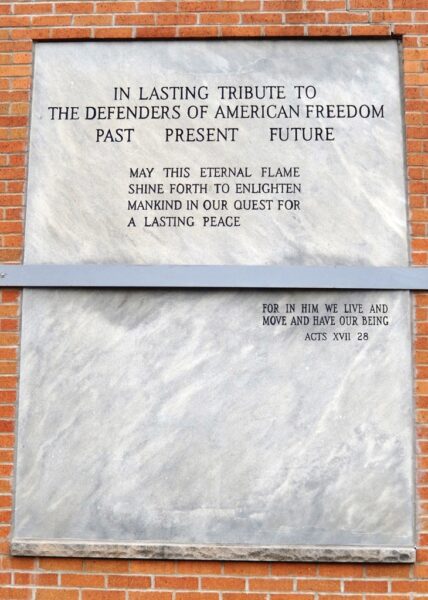 IN LASTING TRIBUTE TO
THE DEFENDERS OF AMERICAN FREEDOM
PAST PRESENT FUTURE
MAY THIS ETERNAL FLAME
SHINE FORTH TO ENLIGHTEN
MANKIND IN OUR QUEST FOR
A LASTING PEACE
FOR IN HIM WE LIVE AND
MOVE AND HAVE OUR BEING
ACTS XVII 28